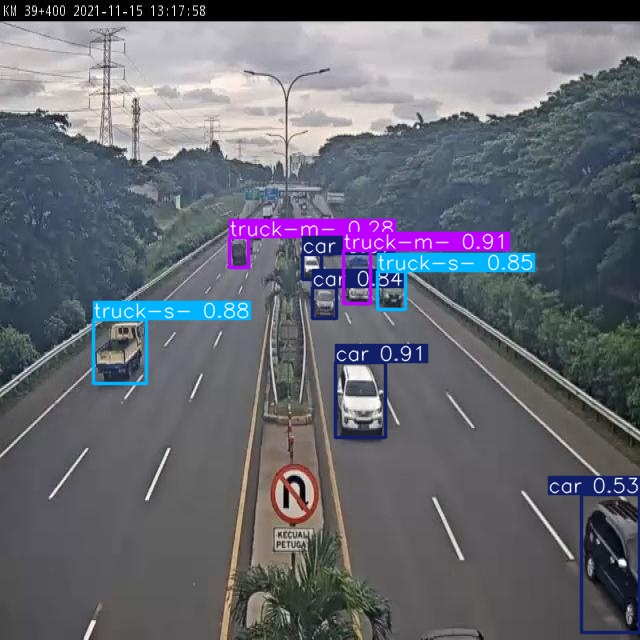 KM 39+400 2021-11-15 13:17:58
truck-m- 0.28
car
truck-m- 0.91
truck-s- 0.85
car 0.84
truck-s- 0.88
car 0.91
car 0.53
KECUALI
PETUGAS